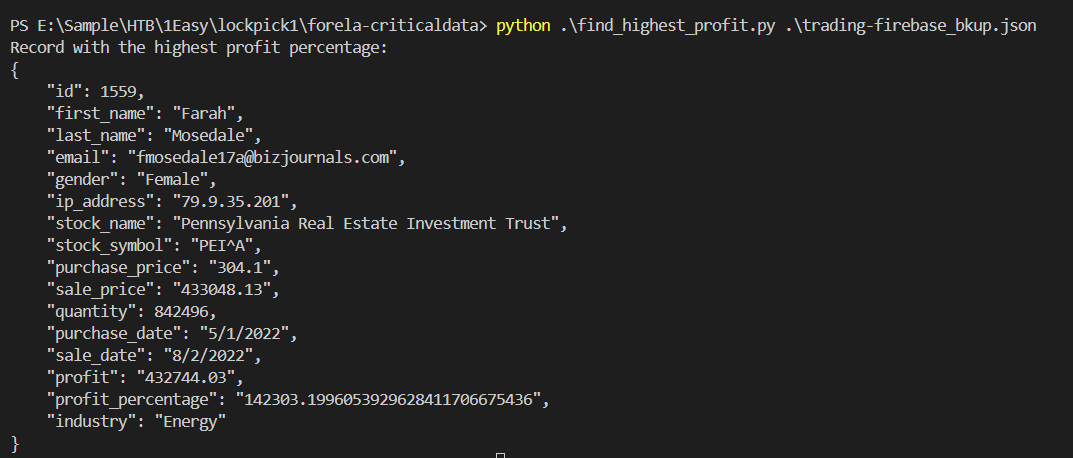 PS E:\Sample\HTB\1Easy\lockpick1\forela-criticaldata> python .\find_highest_profit.py .\trading-firebase_bkup.json
Record with the highest profit percentage:
{
    "id": 1559,
    "first_name": "Farah",
    "last_name": "Mosedale",
    "email": "fmosedale17a@bizjournals.com",
    "gender": "Female",
    "ip_address": "79.9.35.201",
    "stock_name": "Pennsylvania Real Estate Investment Trust",
    "stock_symbol": "PEI^A",
    "purchase_price": "304.1",
    "sale_price": "433048.13",
    "quantity": 842496,
    "purchase_date": "5/1/2022",
    "sale_date": "8/2/2022",
    "profit": "432744.03",
    "profit_percentage": "142303.1996053929628411706675436",
    "industry": "Energy"
}